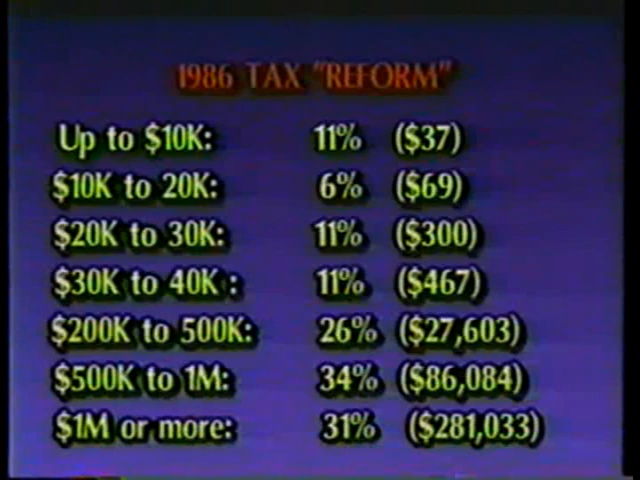 1986 TAX "REFORM"
Up to $10K: 11% ($37)
$10K to 20K: 6% ($69)
$20K to 30K: 11% ($300)
$30K to 40K : 11% ($467)
$200K to 500K: 26% ($27,603)
$500K to 1M: 34% ($86,084)
$1M or more: 31% ($281,033)